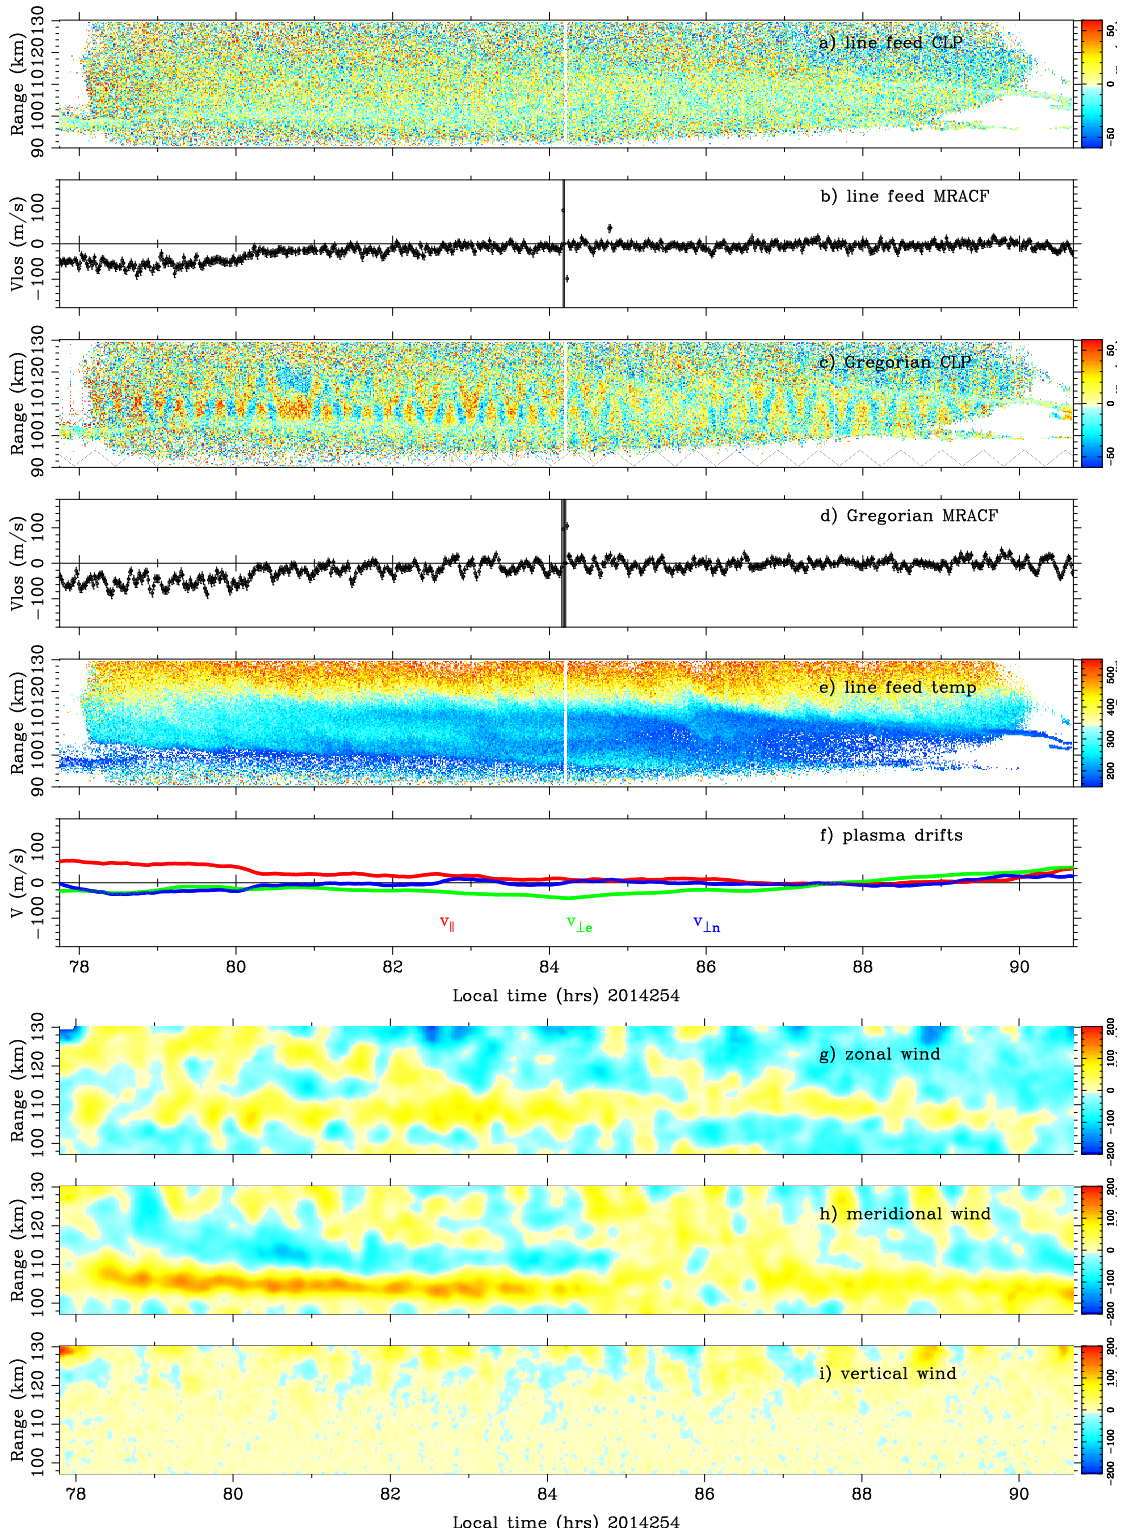 90 100 110 120 130
Range (km)
a) line feed CLP
−50 0 50
−100 0 100
Vlos (m/s)
b) line feed MRACF
90 100 110 120 130
Range (km)
c) Gregorian CLP
−50 0 50
−100 0 100
Vlos (m/s)
d) Gregorian MRACF
90 100 110 120 130
Range (km)
e) line feed temp
200 300 400 500
−100 0 100
V (m/s)
f) plasma drifts
v∥ v⊥e v⊥n
78 80 82 84 86 88 90
Local time (hrs) 2014254
100 110 120 130
Range (km)
g) zonal wind
−200 −100 0 100 200
100 110 120 130
Range (km)
h) meridional wind
−200 −100 0 100 200
100 110 120 130
Range (km)
i) vertical wind
−200 −100 0 100 200
78 80 82 84 86 88 90
Local time (hrs) 2014254